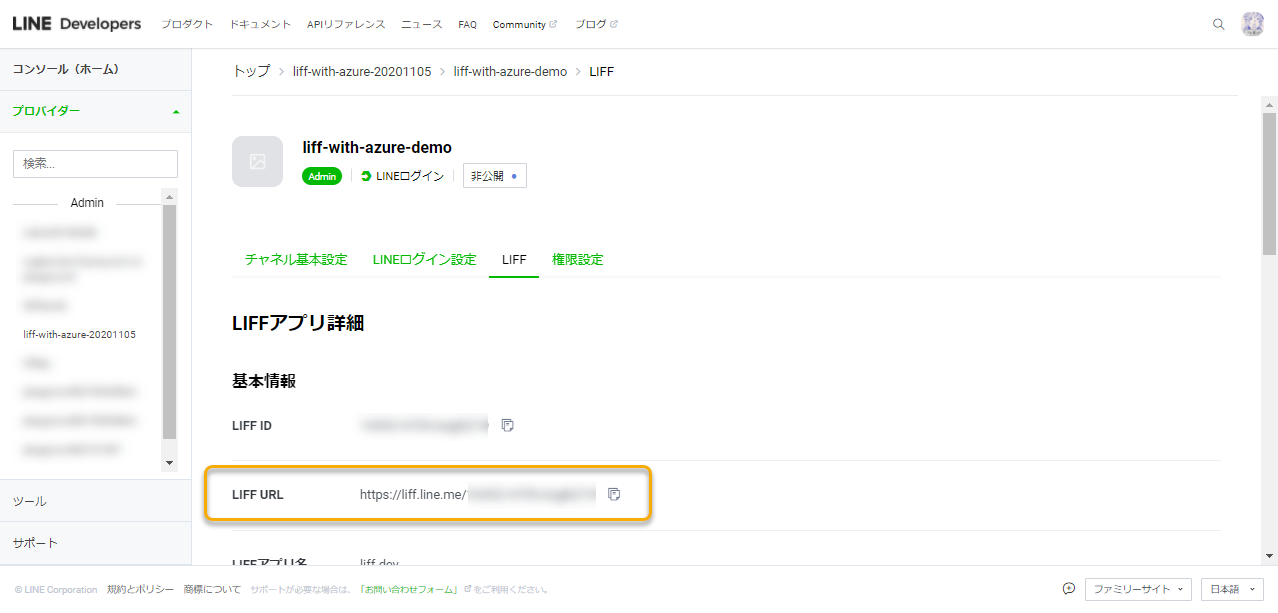 LINE Developers プロダクト ドキュメント APIリファレンス ニュース FAQ Community ブログ
コンソール（ホーム）
プロバイダー
検索...
Admin
liff-with-azure-20201105
ツール
サポート
トップ > liff-with-azure-20201105 > liff-with-azure-demo > LIFF
liff-with-azure-demo
Admin LINEログイン 非公開
チャネル基本設定 LINEログイン設定 LIFF 権限設定
LIFFアプリ詳細
基本情報
LIFF ID
LIFF URL https://liff.line.me/
LIFFアプリ名 liff-dev
© LINE Corporation 規約とポリシー 商標について サポートが必要な場合は、「お問い合わせフォーム」をご利用ください。 ファミリーサイト 日本語